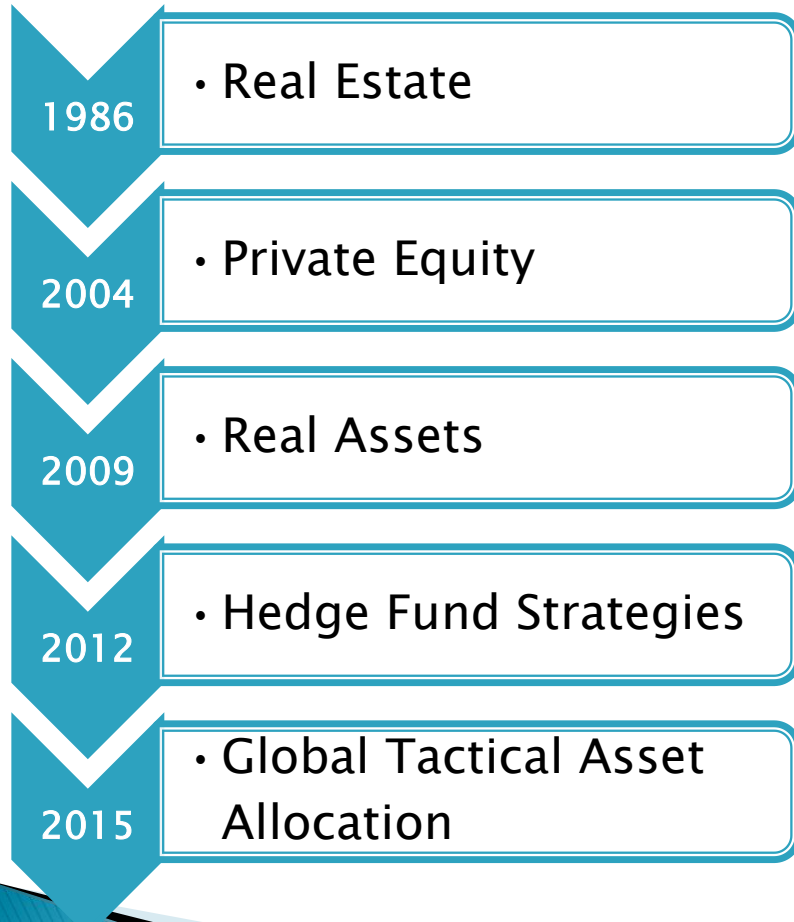 1986
• Real Estate
2004
• Private Equity
2009
• Real Assets
2012
• Hedge Fund Strategies
2015
• Global Tactical Asset
Allocation